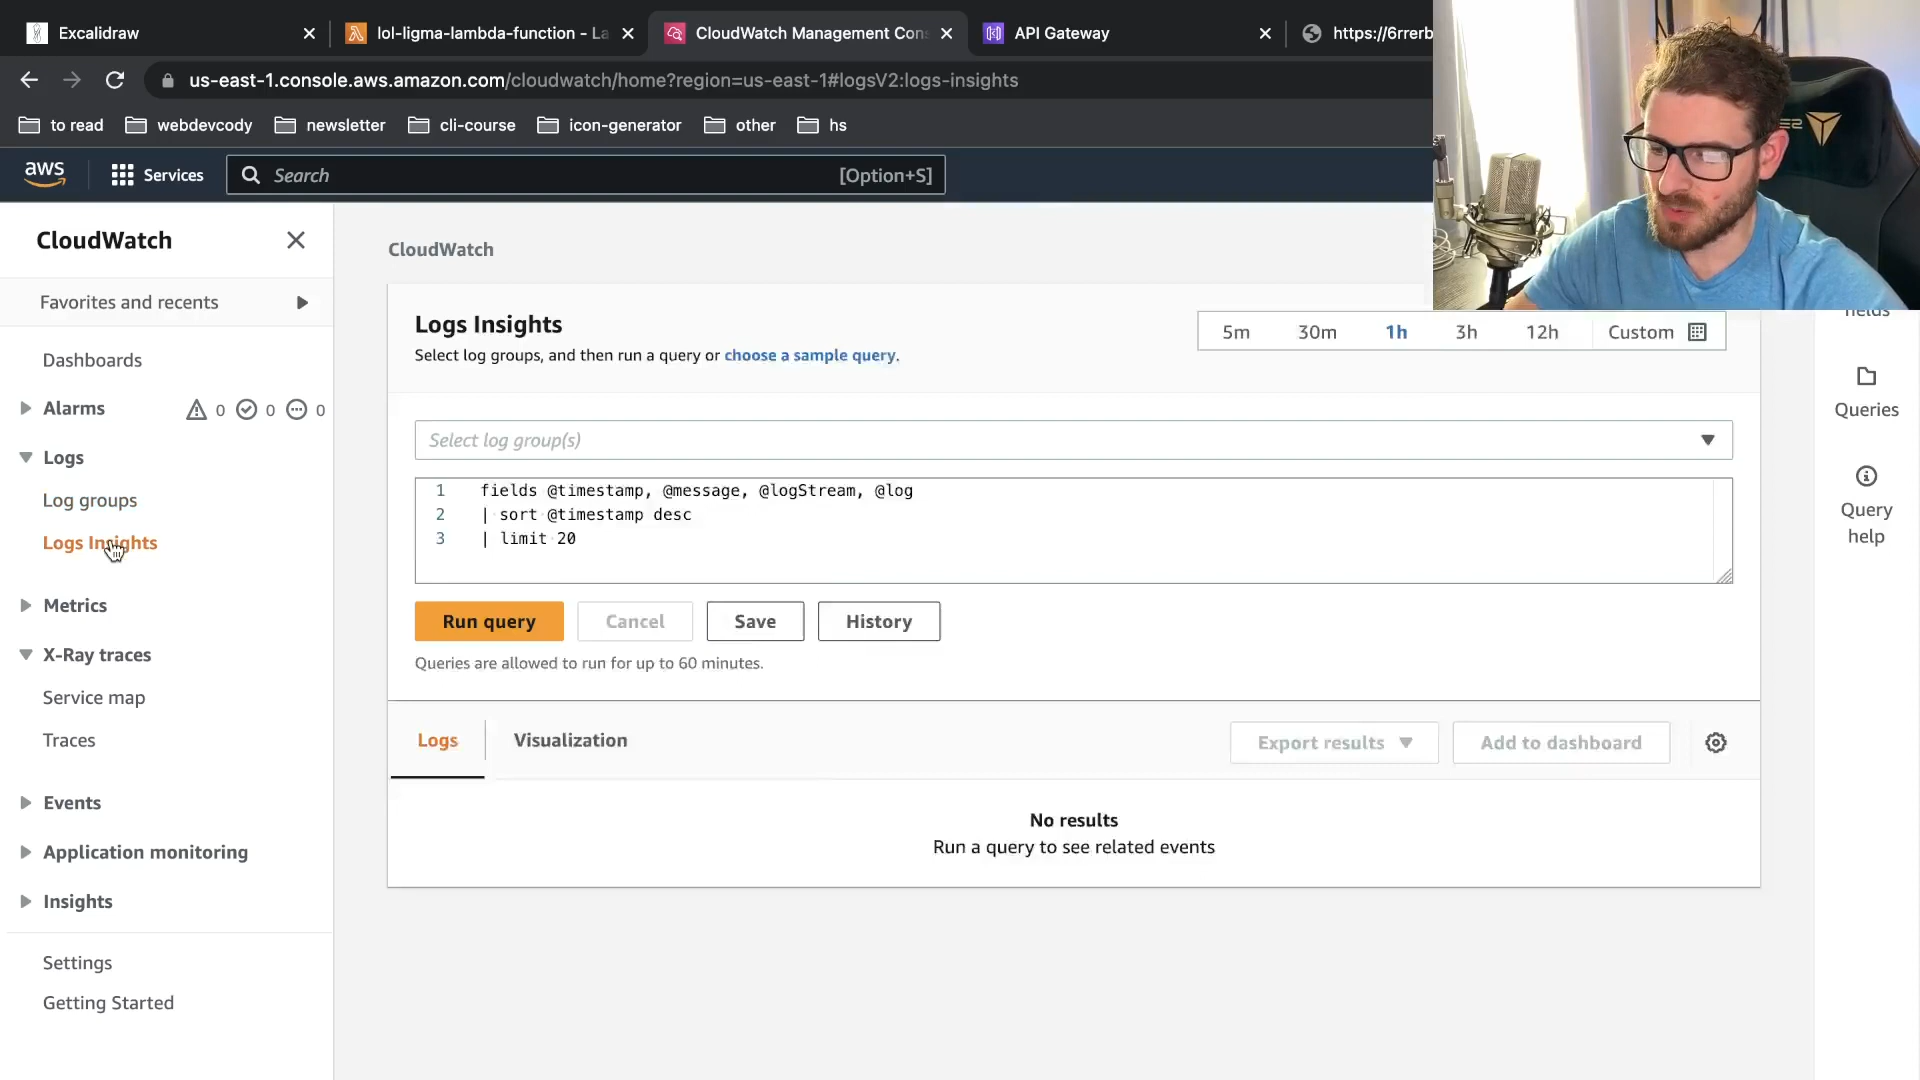 Excalidraw
lol-ligma-lambda-function - La
CloudWatch Management Cons
API Gateway
https://6rrerb
us-east-1.console.aws.amazon.com/cloudwatch/home?region=us-east-1#logsV2:logs-insights
to read
webdevcody
newsletter
cli-course
icon-generator
other
hs
aws
Services
Search
[Option+S]
CloudWatch
Favorites and recents
Dashboards
Alarms
0
0
0
Logs
Log groups
Logs Insights
Metrics
X-Ray traces
Service map
Traces
Events
Application monitoring
Insights
Settings
Getting Started
CloudWatch
Logs Insights
Select log groups, and then run a query or choose a sample query.
5m 30m 1h 3h 12h Custom
Select log group(s)
1 fields @timestamp, @message, @logStream, @log
2 | sort @timestamp desc
3 | limit 20
Run query
Cancel
Save
History
Queries are allowed to run for up to 60 minutes.
Logs
Visualization
Export results
Add to dashboard
No results
Run a query to see related events
Queries
Query
help